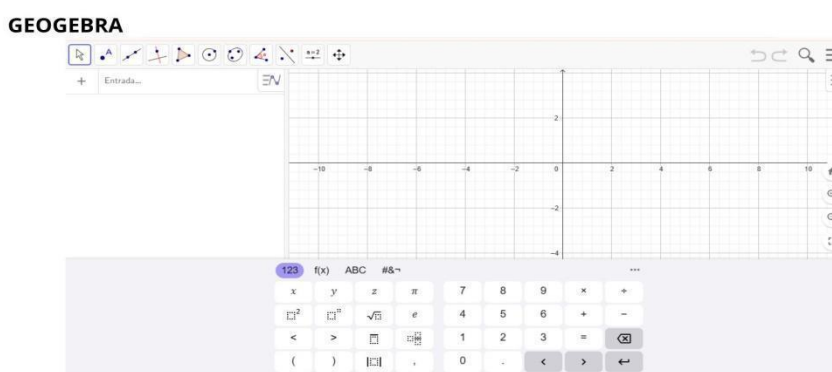 GEOGEBRA
A a=2
+ Entrada...
2
−10 −8 −6 −4 −2 0 2 4 6 8 10
−2
−4
123 f(x) ABC #&¬ ...
x y z π 7 8 9 × ÷
e 4 5 6 + −
< > 1 2 3 =
( ) , 0 . < >